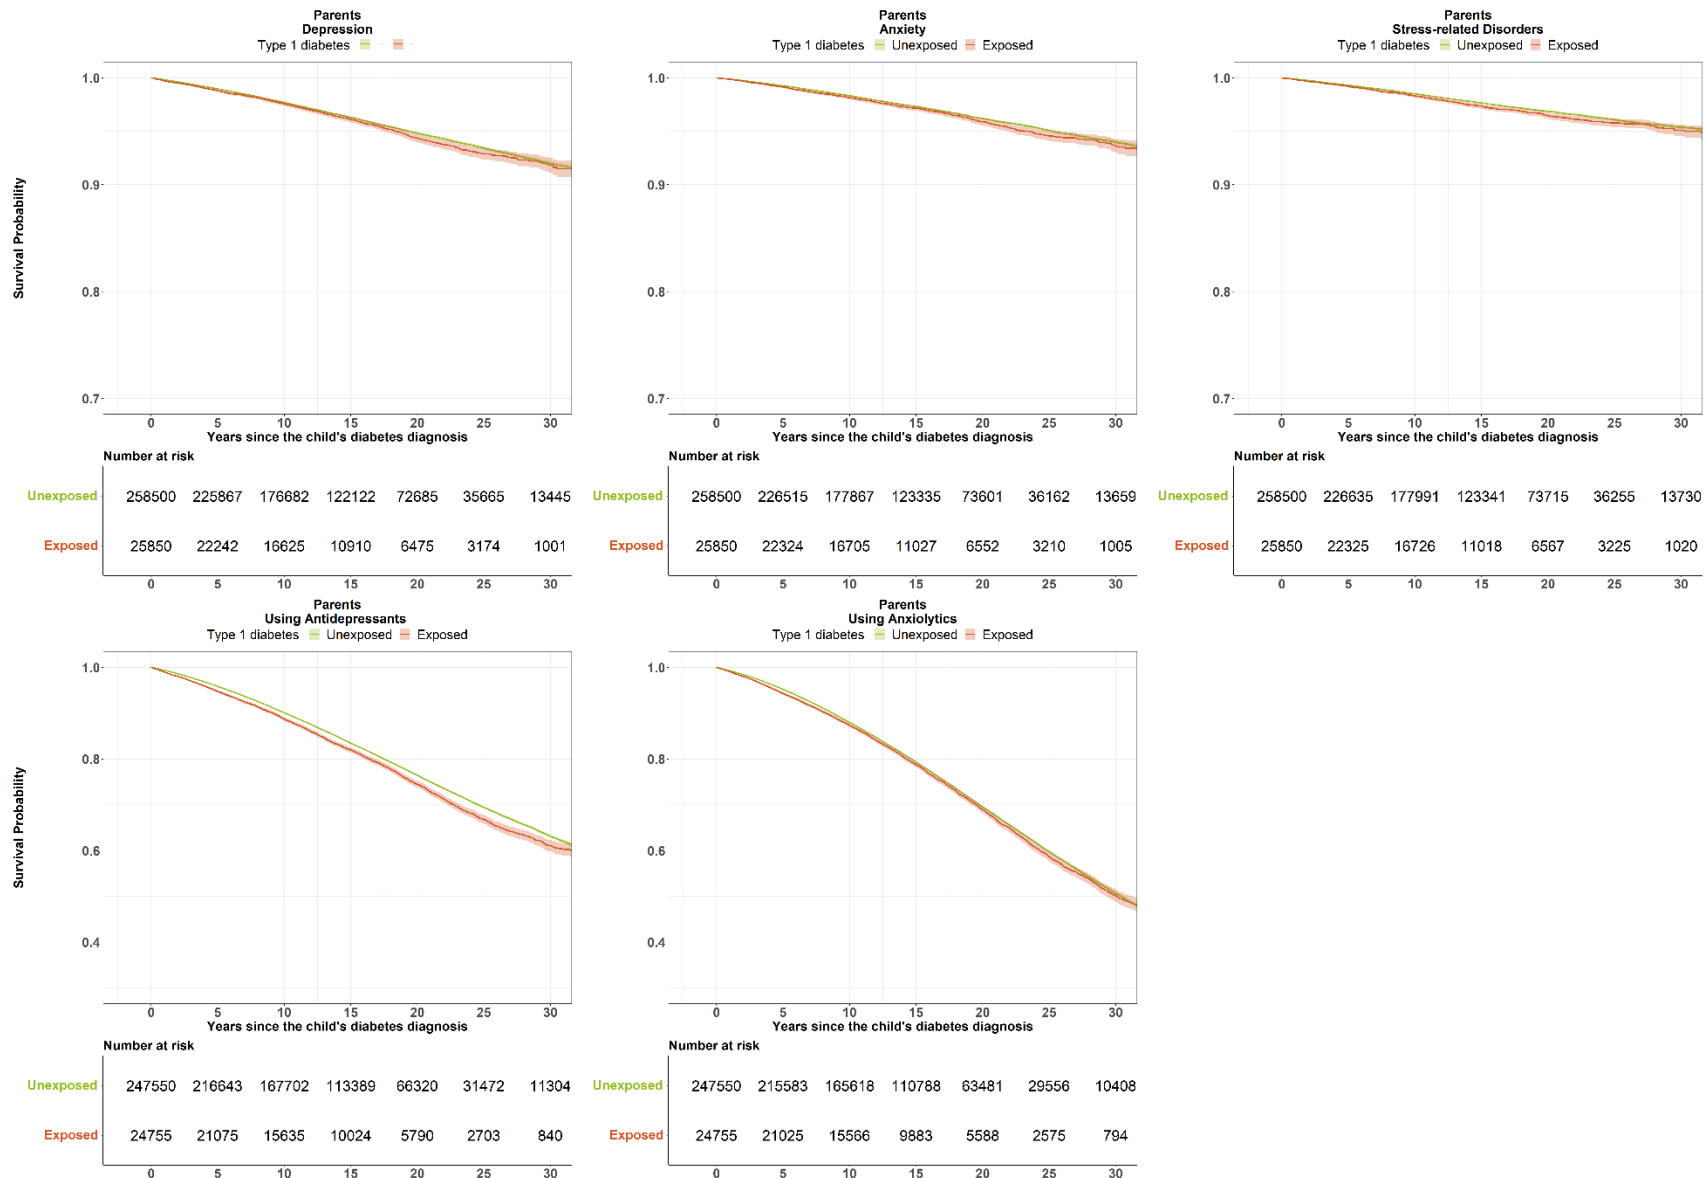 Parents
Depression
Type 1 diabetes
Parents
Anxiety
Type 1 diabetes Unexposed Exposed
Parents
Stress-related Disorders
Type 1 diabetes Unexposed Exposed
Survival Probability
1.0
0.9
0.8
0.7
0 5 10 15 20 25 30
Years since the child's diabetes diagnosis
1.0
0.9
0.8
0.7
0 5 10 15 20 25 30
Years since the child's diabetes diagnosis
1.0
0.9
0.8
0.7
0 5 10 15 20 25 30
Years since the child's diabetes diagnosis
Number at risk
Unexposed 258500 225867 176682 122122 72685 35665 13445
Exposed 25850 22242 16625 10910 6475 3174 1001
0 5 10 15 20 25 30
Number at risk
Unexposed 258500 226515 177867 123335 73601 36162 13659
Exposed 25850 22324 16705 11027 6552 3210 1005
0 5 10 15 20 25 30
Number at risk
Unexposed 258500 226635 177991 123341 73715 36255 13730
Exposed 25850 22325 16726 11018 6567 3225 1020
0 5 10 15 20 25 30
Parents
Using Antidepressants
Type 1 diabetes Unexposed Exposed
Parents
Using Anxiolytics
Type 1 diabetes Unexposed Exposed
Survival Probability
1.0
0.8
0.6
0.4
0 5 10 15 20 25 30
Years since the child's diabetes diagnosis
1.0
0.8
0.6
0.4
0 5 10 15 20 25 30
Years since the child's diabetes diagnosis
Number at risk
Unexposed 247550 216643 167702 113389 66320 31472 11304
Exposed 24755 21075 15635 10024 5790 2703 840
0 5 10 15 20 25 30
Number at risk
Unexposed 247550 215583 165618 110788 63481 29556 10408
Exposed 24755 21025 15566 9883 5588 2575 794
0 5 10 15 20 25 30